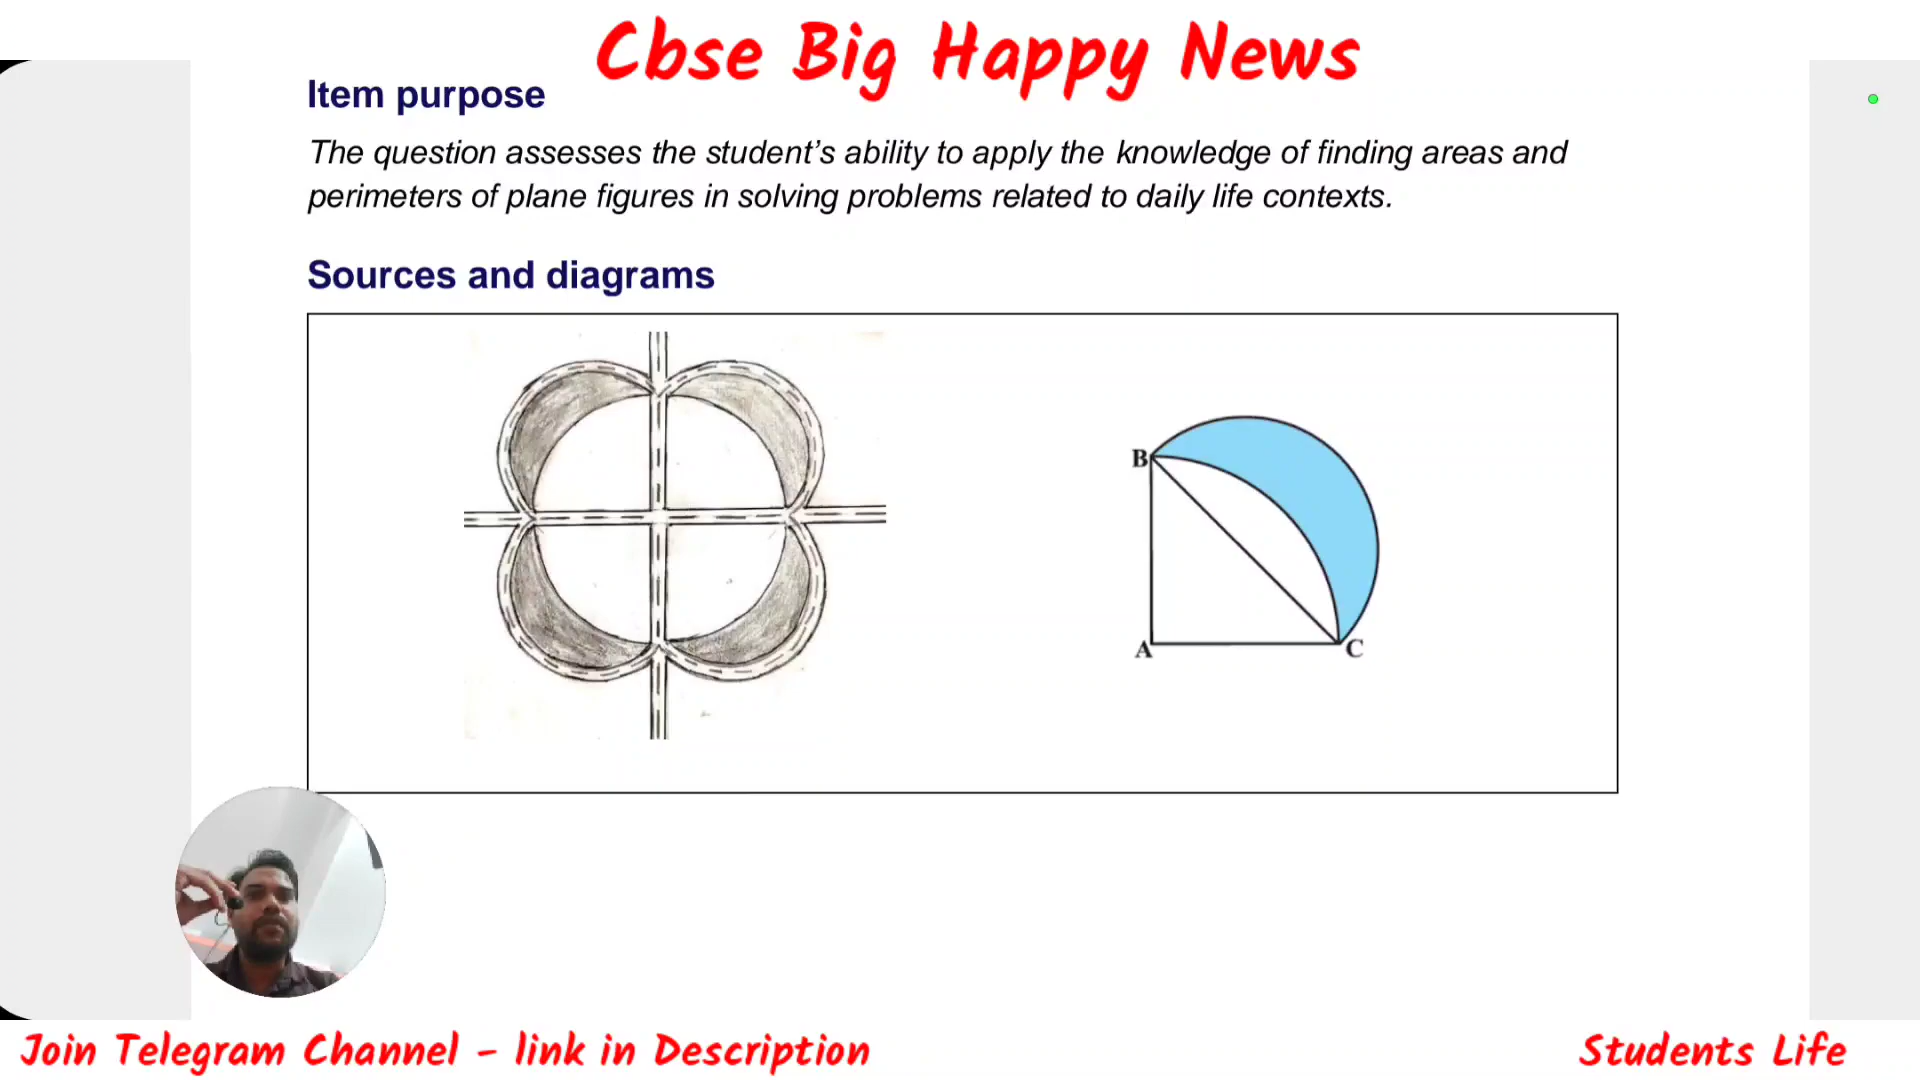 Cbse Big Happy News
Item purpose
The question assesses the student’s ability to apply the knowledge of finding areas and
perimeters of plane figures in solving problems related to daily life contexts.
Sources and diagrams
B
A
C
Join Telegram Channel - link in Description
Students Life